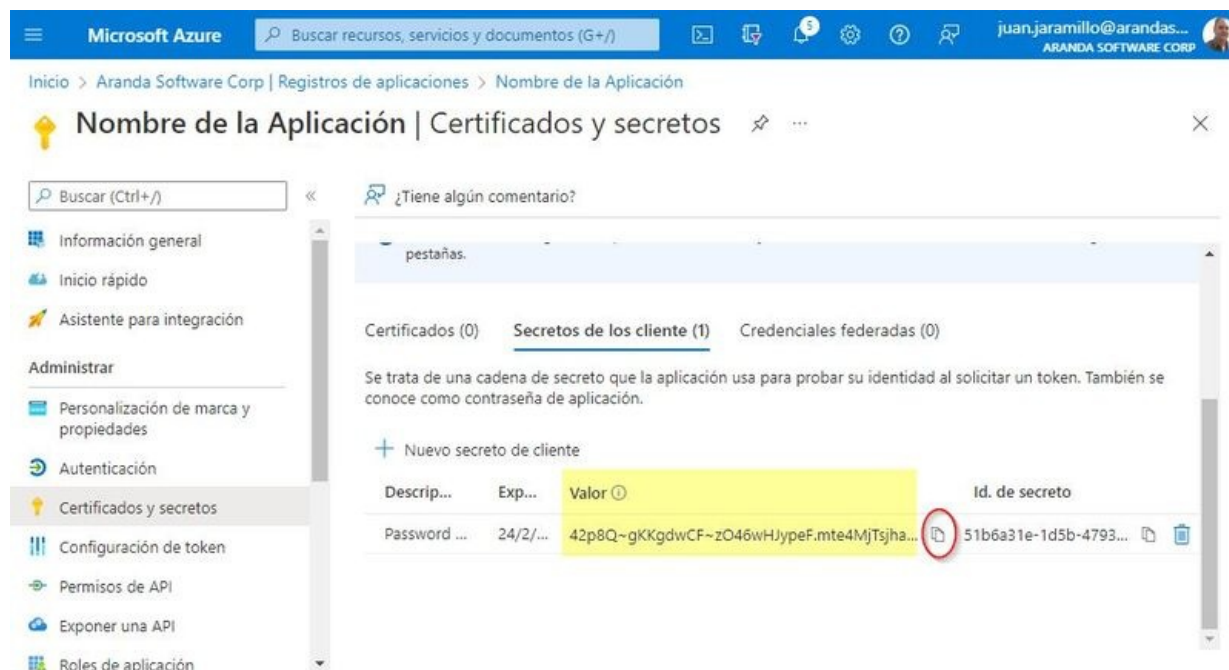 Microsoft Azure
Buscar recursos, servicios y documentos (G+/)
5
juan.jaramillo@arandas...
ARANDA SOFTWARE CORP
Inicio > Aranda Software Corp | Registros de aplicaciones > Nombre de la Aplicación
Nombre de la Aplicación | Certificados y secretos
Buscar (Ctrl+/)
¿Tiene algún comentario?
Información general
Inicio rápido
Asistente para integración
Administrar
Personalización de marca y
propiedades
Autenticación
Certificados y secretos
Configuración de token
Permisos de API
Exponer una API
Roles de aplicación
pestañas.
Certificados (0) Secretos de los cliente (1) Credenciales federadas (0)
Se trata de una cadena de secreto que la aplicación usa para probar su identidad al solicitar un token. También se
conoce como contraseña de aplicación.
Nuevo secreto de cliente
Descrip... Exp... Valor Id. de secreto
Password ... 24/2/... 42p8Q~gKKgdwCF~zO46wHJypeF.mte4MjTsjha... 51b6a31e-1d5b-4793...